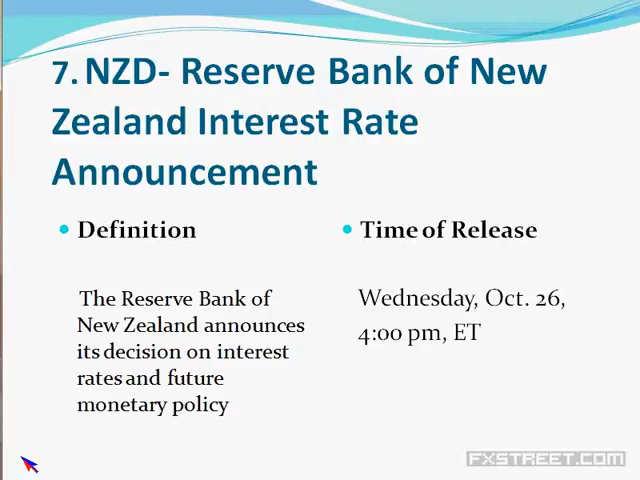 7. NZD- Reserve Bank of New
Zealand Interest Rate
Announcement
Definition
The Reserve Bank of
New Zealand announces
its decision on interest
rates and future
monetary policy
Time of Release
Wednesday, Oct. 26,
4:00 pm, ET
FXSTREET.COM